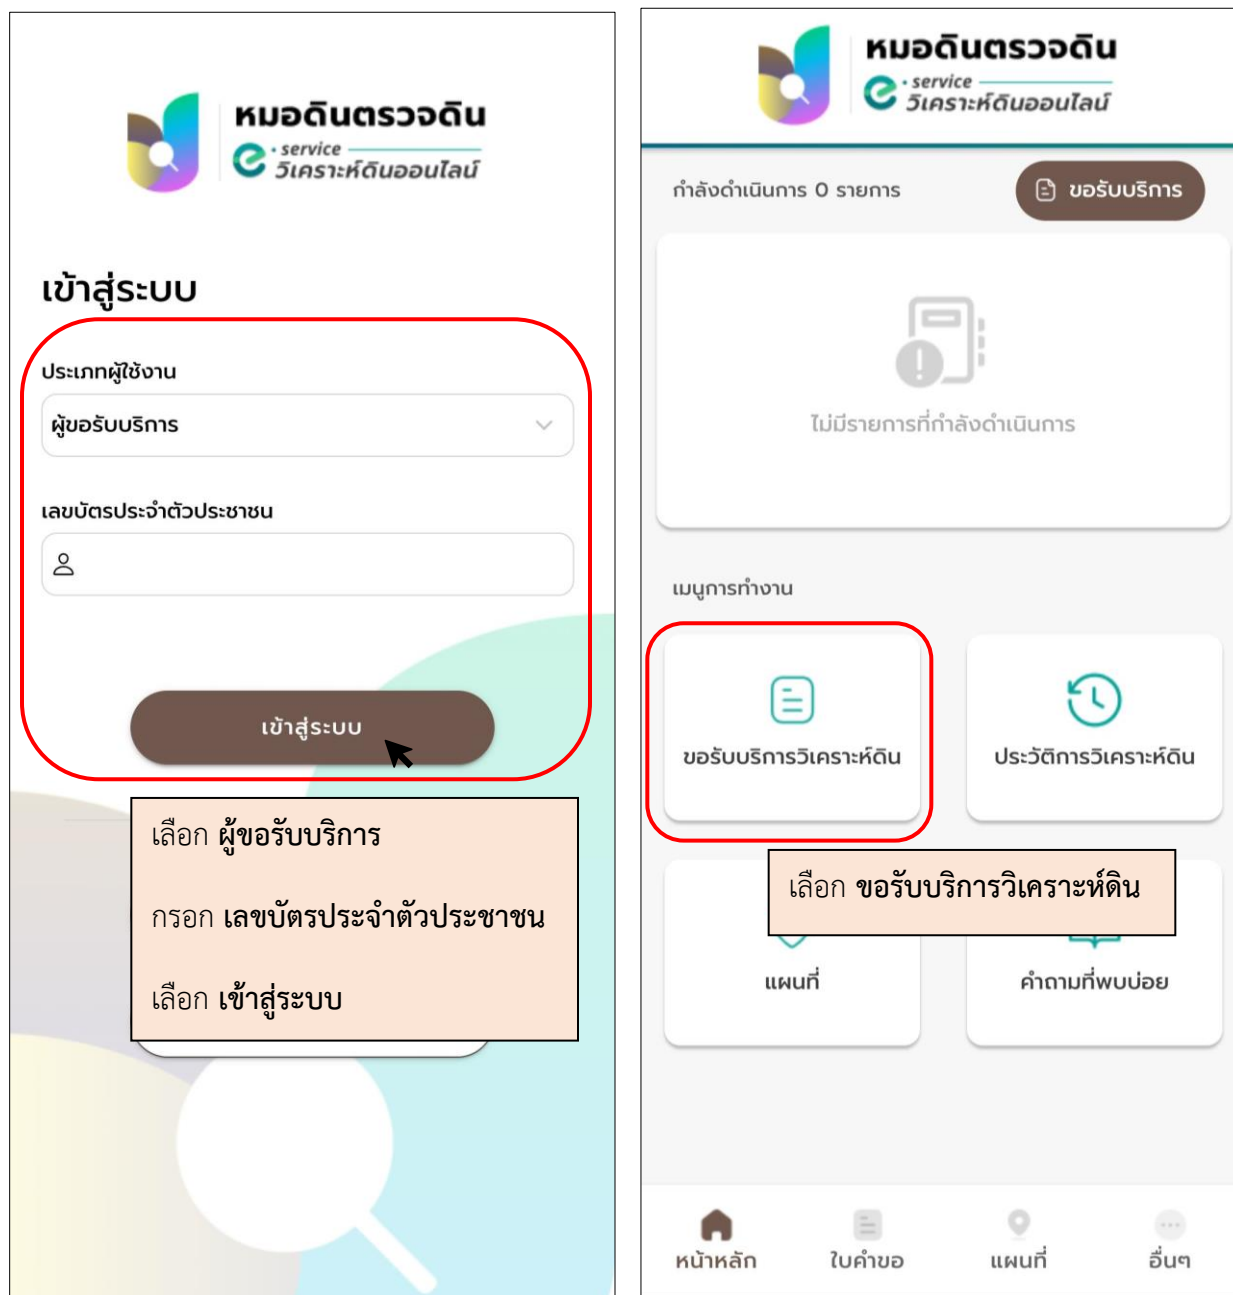 หมอดินตรวจดิน
e-service
วิเคราะห์ดินออนไลน์
เข้าสู่ระบบ
ประเภทผู้ใช้งาน
ผู้ขอรับบริการ
เลขบัตรประจำตัวประชาชน
เข้าสู่ระบบ
เลือก ผู้ขอรับบริการ
กรอก เลขบัตรประจำตัวประชาชน
เลือก เข้าสู่ระบบ
หมอดินตรวจดิน
e-service
วิเคราะห์ดินออนไลน์
กำลังดำเนินการ 0 รายการ
ขอรับบริการ
ไม่มีรายการที่กำลังดำเนินการ
เมนูการทำงาน
ขอรับบริการวิเคราะห์ดิน
ประวัติการวิเคราะห์ดิน
เลือก ขอรับบริการวิเคราะห์ดิน
แผนที่
คำถามที่พบบ่อย
หน้าหลัก
ใบคำขอ
แผนที่
อื่นๆ